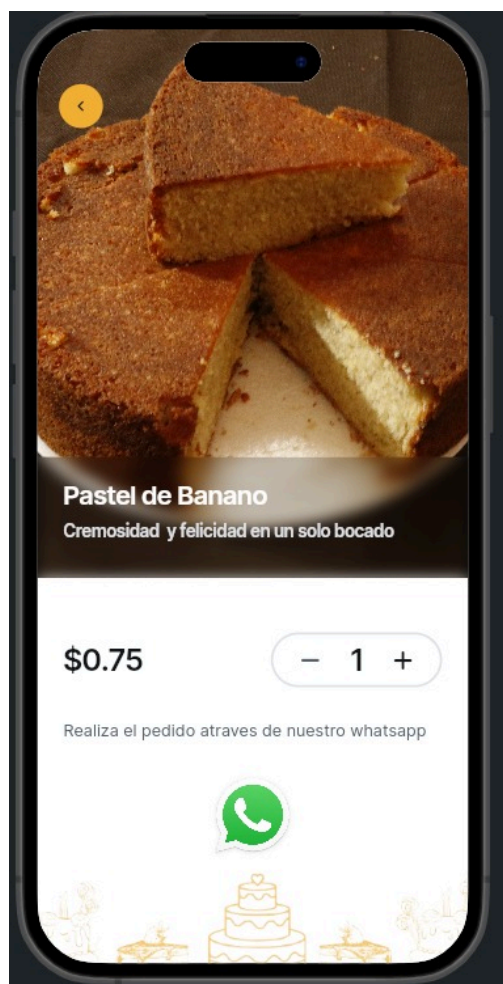 Pastel de Banano
Cremosidad y felicidad en un solo bocado
$0.75
− 1 +
Realiza el pedido atraves de nuestro whatsapp